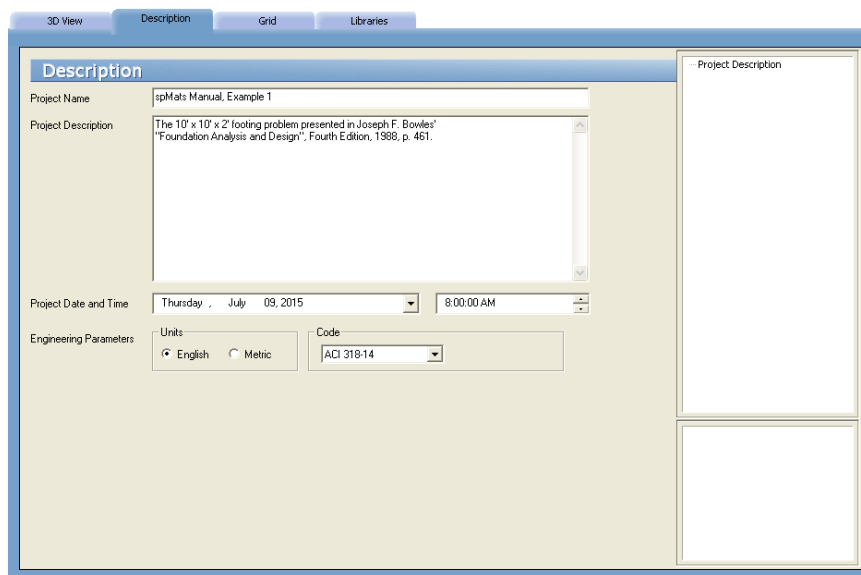 3D View
Description
Grid
Libraries
Description
Project Description
Project Name
spMats Manual, Example 1
Project Description
The 10' x 10' x 2' footing problem presented in Joseph F. Bowles'
"Foundation Analysis and Design", Fourth Edition, 1988, p. 461.
Project Date and Time
Thursday , July 09, 2015
8:00:00 AM
Engineering Parameters
Units
English
Metric
Code
ACI 318-14